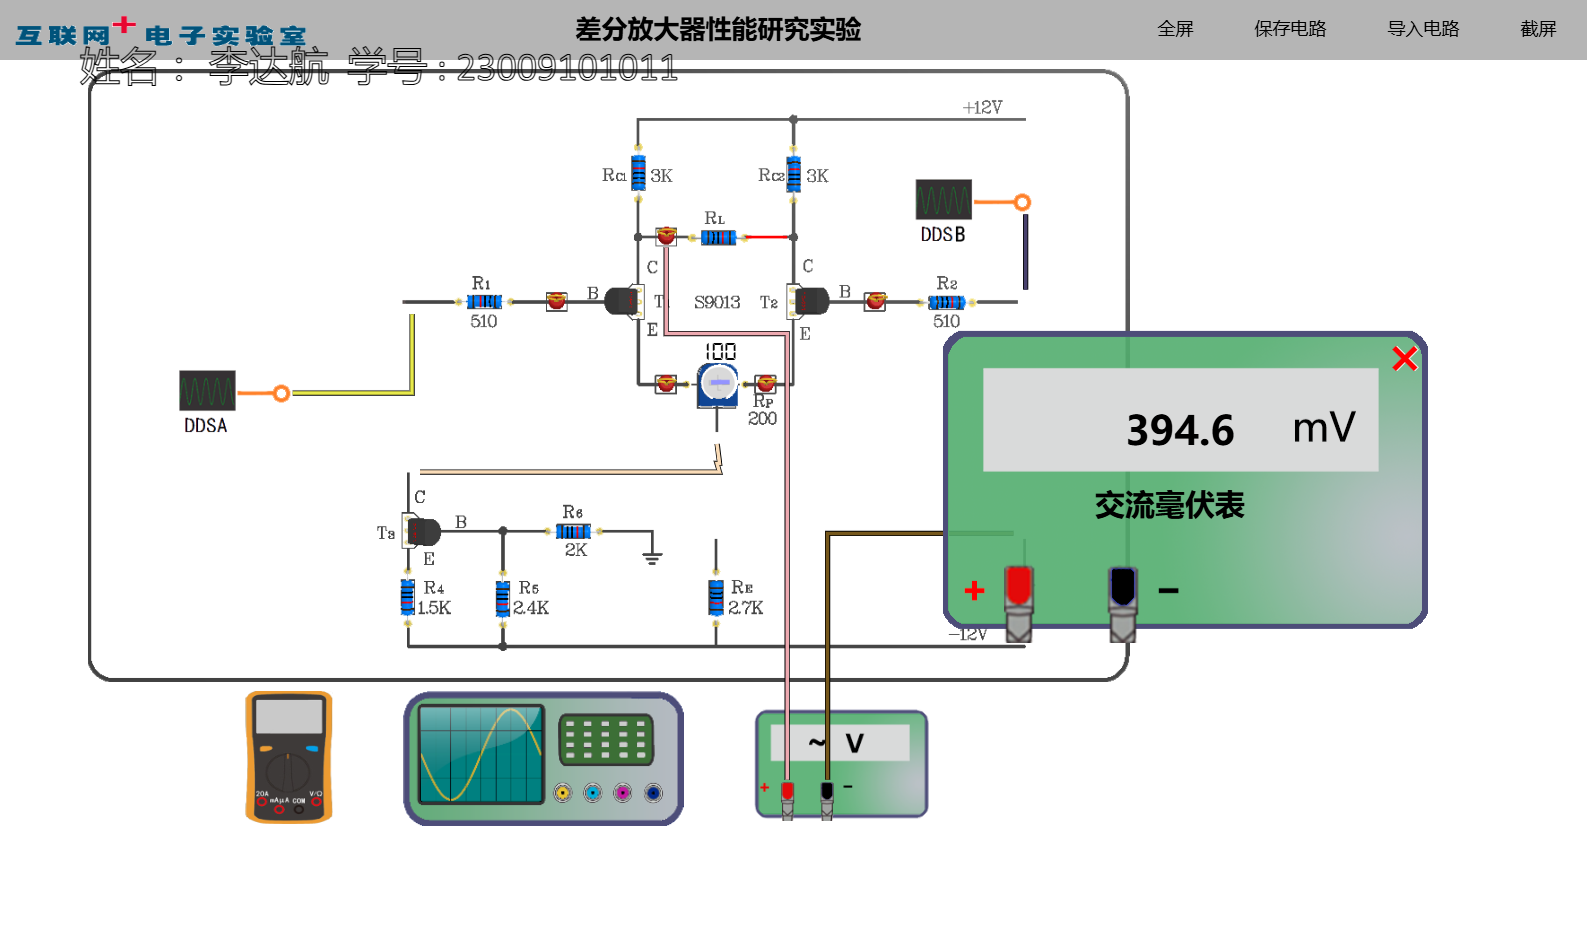 互联网+电子实验室
差分放大器性能研究实验
全屏 保存电路 导入电路 截屏
姓名：李达航 学号：23009101011
+12V
RC1 3K RC2 3K
DDSB
RL
C C
R1 B T1 S9013 T2 B R2
510 E E 510
100
RP
200
DDSA
394.6 mV
交流毫伏表
+ -
C
T3 B R6
2K
E
R4 R5 RE
1.5K 2.4K 2.7K
-12V
~ V
+ -
20A mAμA COM V/Ω